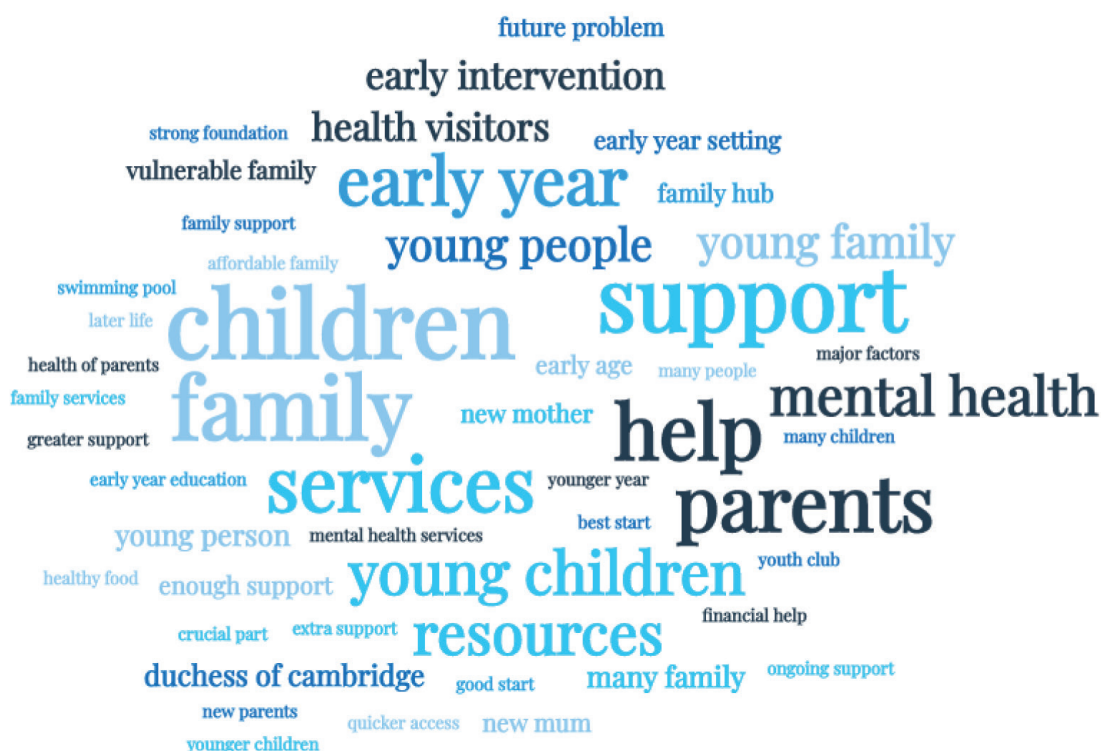 future problem
early intervention
strong foundation
health visitors
early year setting
vulnerable family
early year
family hub
family support
young people
young family
affordable family
swimming pool
children
support
later life
health of parents
early age
many people
major factors
family services
family
new mother
help
mental health
greater support
many children
early year education
services
younger year
parents
young person
mental health services
best start
youth club
healthy food
enough support
young children
financial help
crucial part
extra support
resources
duchess of cambridge
good start
many family
ongoing support
new parents
quicker access
new mum
younger children